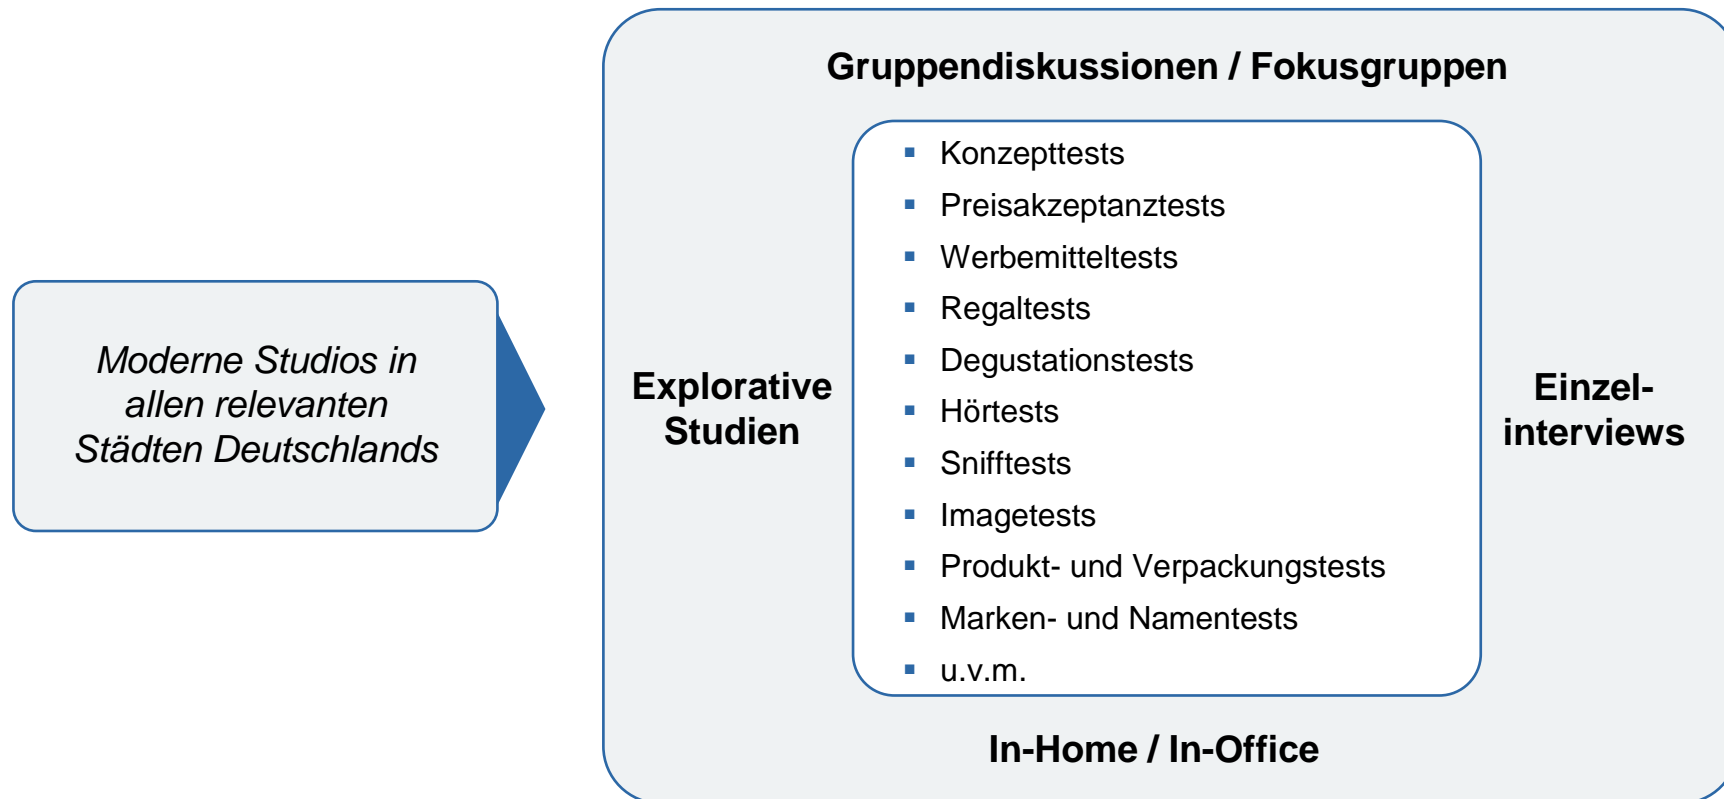 Gruppendiskussionen / Fokusgruppen
Moderne Studios in
allen relevanten
Städten Deutschlands
Explorative
Studien
Konzepttests
Preisakzeptanztests
Werbemitteltests
Regaltests
Degustationstests
Hörtests
Snifftests
Imagetests
Produkt- und Verpackungstests
Marken- und Namentests
u.v.m.
Einzel-
interviews
In-Home / In-Office